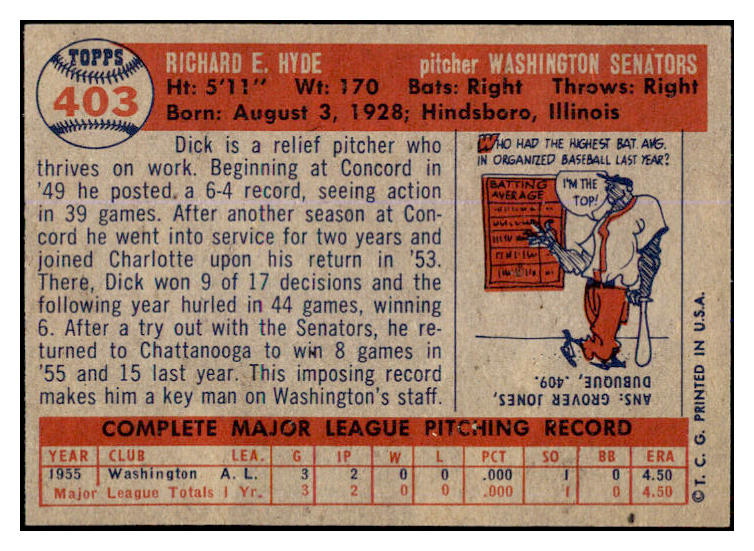 TOPPS
403
RICHARD E. HYDE pitcher WASHINGTON SENATORS
Ht: 5'11" Wt: 170 Bats: Right Throws: Right
Born: August 3, 1928; Hindsboro, Illinois
Dick is a relief pitcher who
thrives on work. Beginning at Concord in
'49 he posted a 6-4 record, seeing action
in 39 games. After another season at Con-
cord he went into service for two years and
joined Charlotte upon his return in '53.
There, Dick won 9 of 17 decisions and the
following year hurled in 44 games, winning
6. After a try out with the Senators, he re-
turned to Chattanooga to win 8 games in
'55 and 15 last year. This imposing record
makes him a key man on Washington's staff.
WHO HAD THE HIGHEST BAT. AVG.
IN ORGANIZED BASEBALL LAST YEAR?
BATTING
AVERAGE
I'M THE
TOP!
ANS: GROVER JONES,
DUBUQUE, .409.
© T. C. G. PRINTED IN U.S.A.
COMPLETE MAJOR LEAGUE PITCHING RECORD
YEAR CLUB LEA. G IP W L PCT SO BB ERA
1955 Washington A. L. 3 2 0 0 .000 1 0 4.50
Major League Totals 1 Yr. 3 2 0 0 .000 1 0 4.50